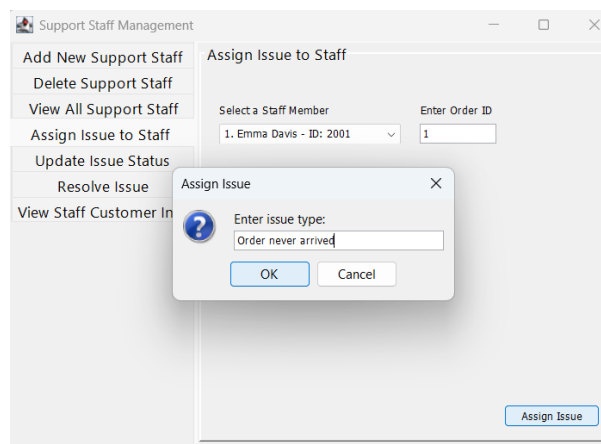 Support Staff Management
Add New Support Staff
Delete Support Staff
View All Support Staff
Assign Issue to Staff
Update Issue Status
Resolve Issue
View Staff Customer In
Assign Issue to Staff
Select a Staff Member
Enter Order ID
1. Emma Davis - ID: 2001
1
Assign Issue
Enter issue type:
Order never arrived
OK
Cancel
Assign Issue